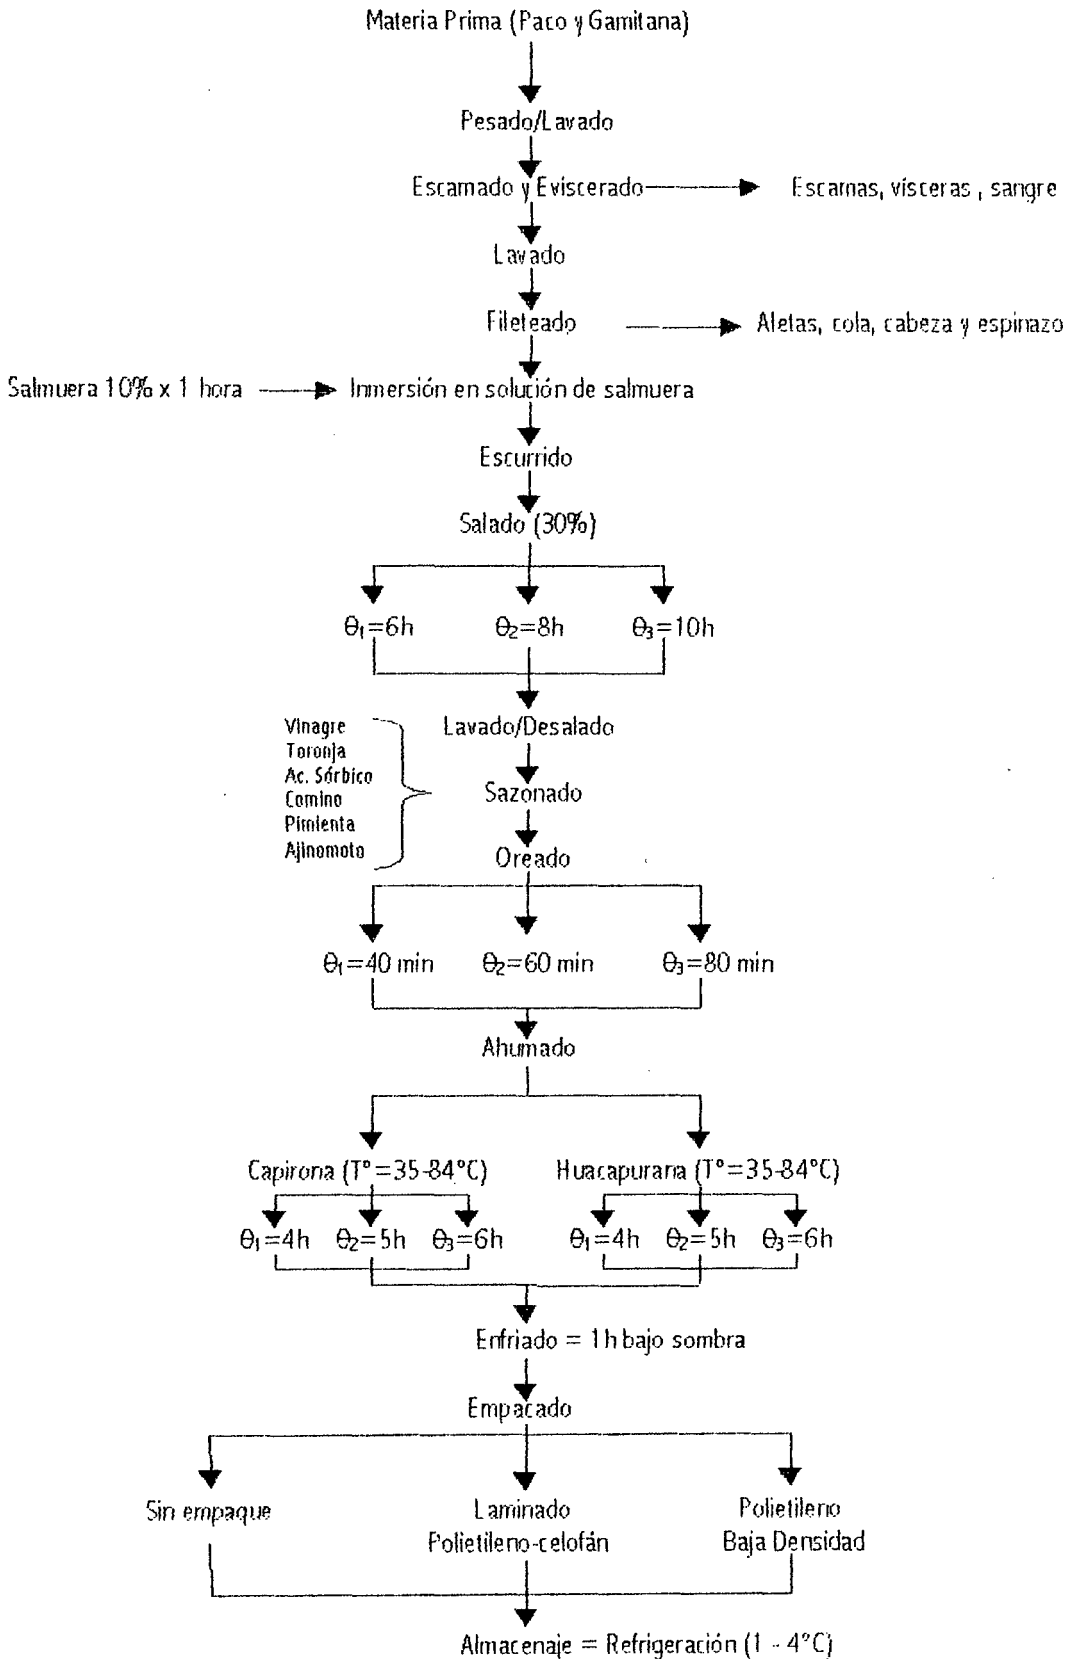 Materia Prima (Paco y Gamitana)
Pesado/Lavado
Escamado y Eviscerado
Escamas, vísceras , sangre
Lavado
Fileteado
Aletas, cola, cabeza y espinazo
Salmuera 10% x 1 hora
Inmersión en solución de salmuera
Escurrido
Salado (30%)
θ₁=6h
θ₂=8h
θ₃=10h
Lavado/Desalado
Vinagre
Toronja
Ac. Sórbico
Comino
Pimienta
Ajinomoto
Sazonado
Oreado
θ₁=40 min
θ₂=60 min
θ₃=80 min
Ahumado
Capirona (T°=35-84°C)
Huacapurana (T°=35-84°C)
θ₁=4h
θ₂=5h
θ₃=6h
θ₁=4h
θ₂=5h
θ₃=6h
Enfriado = 1h bajo sombra
Empacado
Sin empaque
Laminado
Polietileno-celofán
Polietileno
Baja Densidad
Almacenaje = Refrigeración (1 - 4°C)